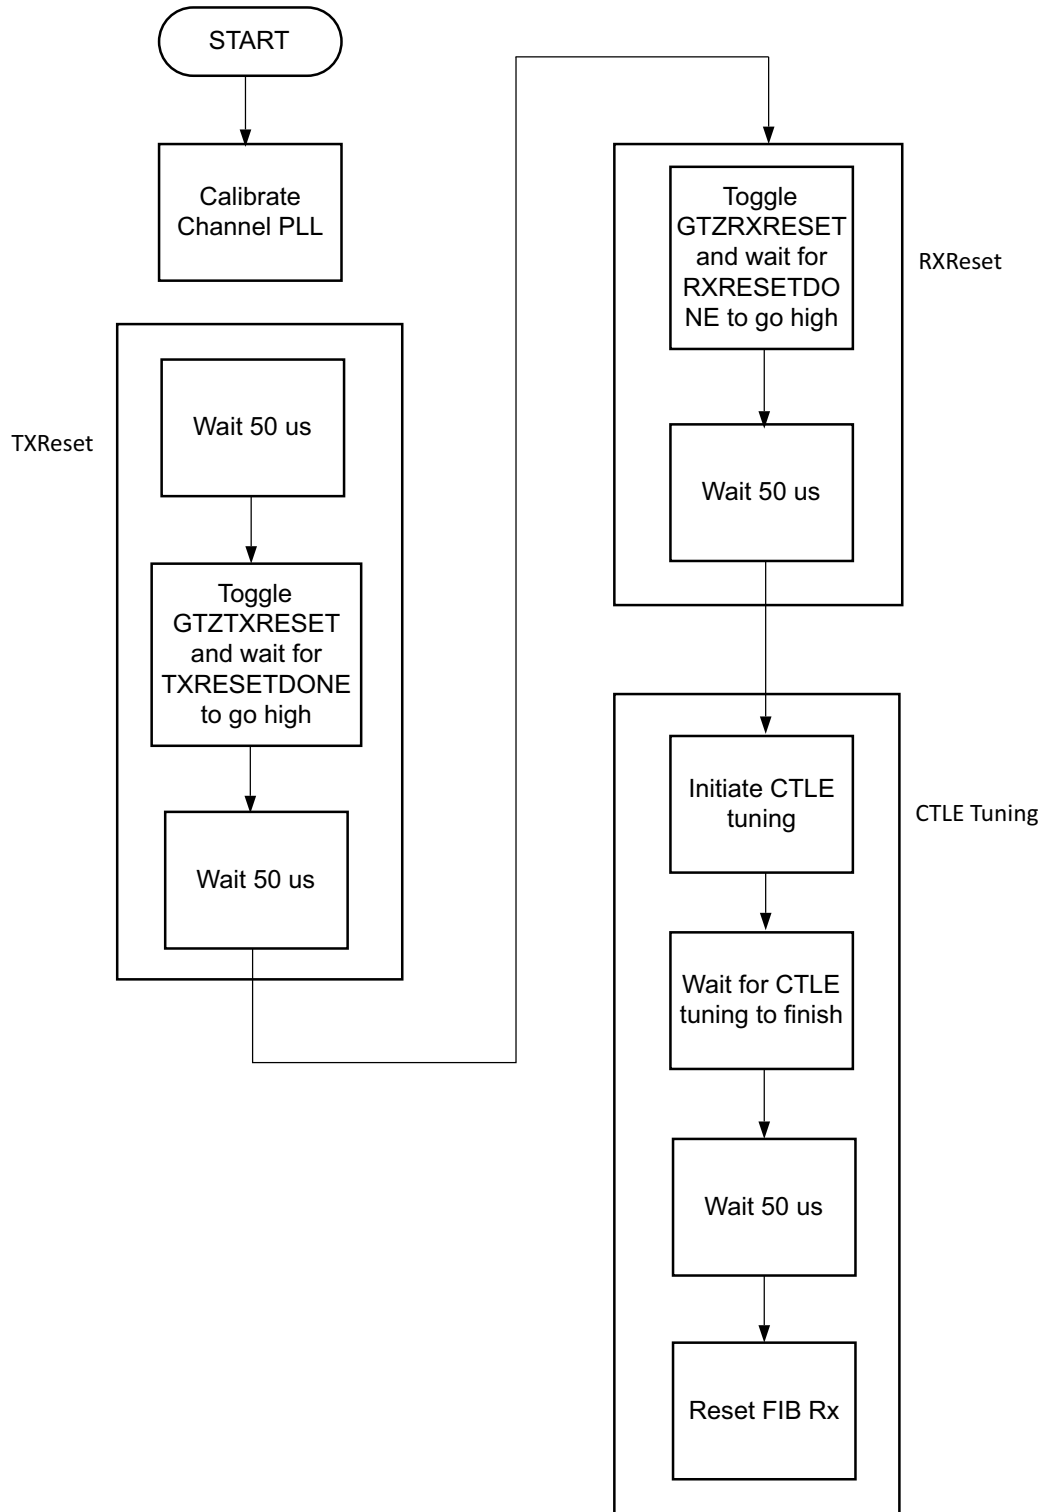 START
Calibrate
Channel PLL
TXReset
Wait 50 us
Toggle
GTZTXRESET
and wait for
TXRESETDONE
to go high
Wait 50 us
Toggle
GTZRXRESET
and wait for
RXRESETDO
NE to go high
RXReset
Wait 50 us
Initiate CTLE
tuning
CTLE Tuning
Wait for CTLE
tuning to finish
Wait 50 us
Reset FIB Rx